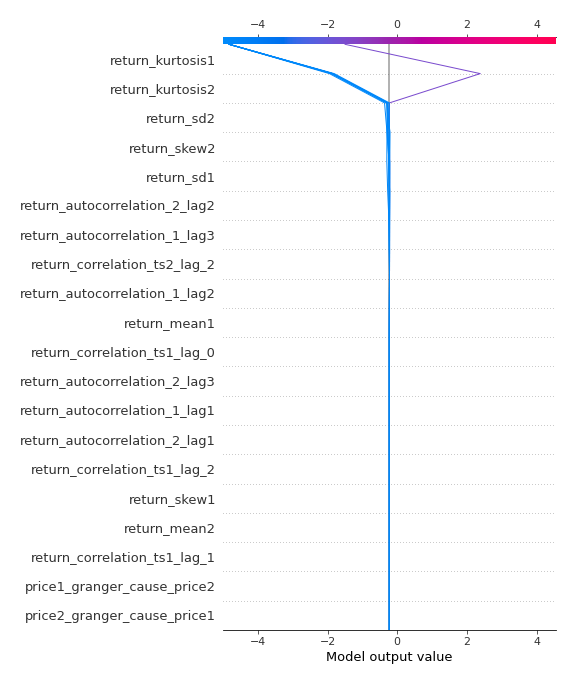 −4 −2 0 2 4
return_kurtosis1
return_kurtosis2
return_sd2
return_skew2
return_sd1
return_autocorrelation_2_lag2
return_autocorrelation_1_lag3
return_correlation_ts2_lag_2
return_autocorrelation_1_lag2
return_mean1
return_correlation_ts1_lag_0
return_autocorrelation_2_lag3
return_autocorrelation_1_lag1
return_autocorrelation_2_lag1
return_correlation_ts1_lag_2
return_skew1
return_mean2
return_correlation_ts1_lag_1
price1_granger_cause_price2
price2_granger_cause_price1
−4 −2 0 2 4
Model output value